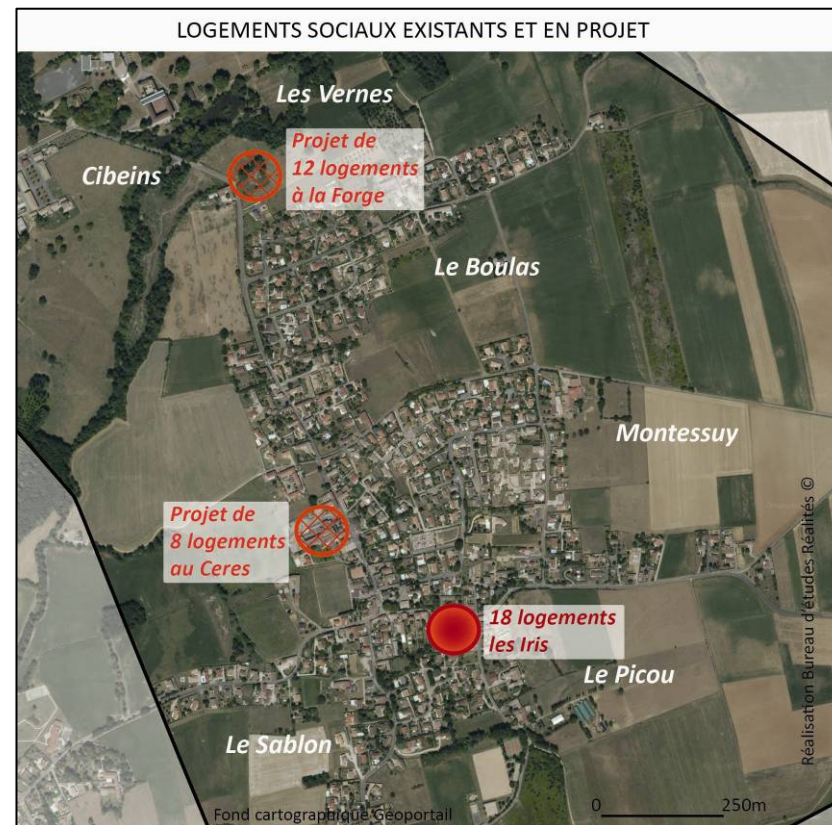 LOGEMENTS SOCIAUX EXISTANTS ET EN PROJET
Les Vernes
Projet de
12 logements
à la Forge
Cibeins
Le Boulas
Montessuy
Projet de
8 logements
au Ceres
18 logements
les Iris
Le Picou
Le Sablon
Réalisation Bureau d'études Réalités ©
Fond cartographique Géoportail
0 250m